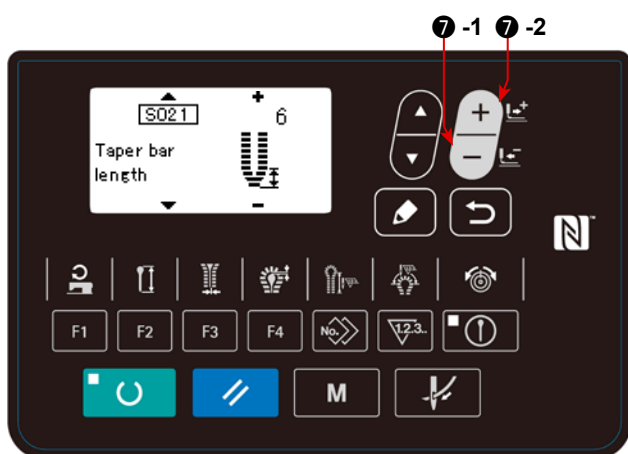 ❼ -1 ❼ -2
S021 + 6
Taper bar
length
−
+
−
F1 F2 F3 F4 No. 1.2.3..
M